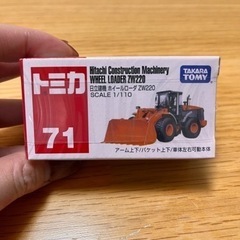 トミカ
71
Hitachi Construction Machinery
WHEEL LOADER ZW220
日立建機 ホイールローダ ZW220
SCALE 1/110
TAKARA
TOMY
アーム上下/バケット上下/車体左右可動本体